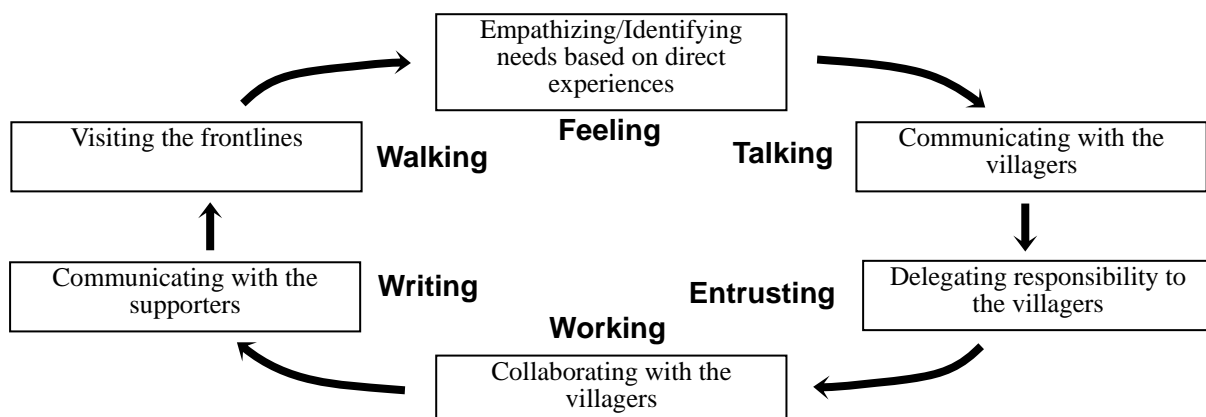 Empathizing/Identifying
needs based on direct
experiences
Feeling
Visiting the frontlines
Walking
Talking
Communicating with the
villagers
Communicating with the
supporters
Writing
Entrusting
Delegating responsibility to
the villagers
Working
Collaborating with the
villagers